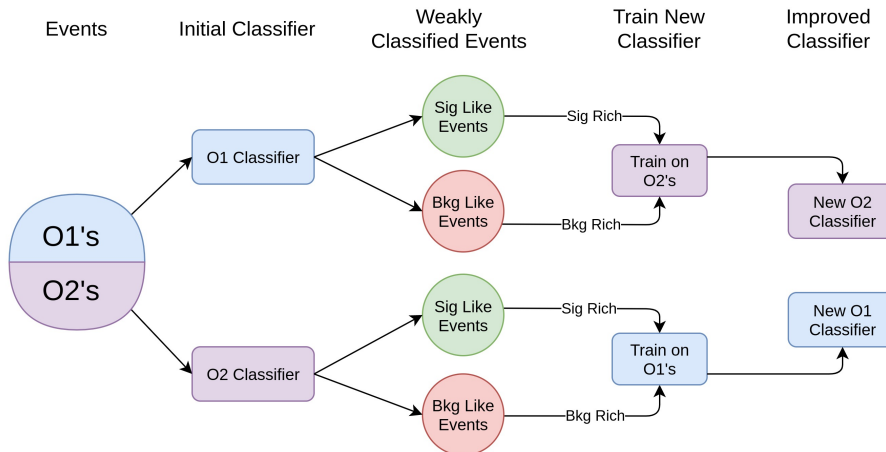 Events
Initial Classifier
Weakly
Classified Events
Train New
Classifier
Improved
Classifier
O1's
O2's
O1 Classifier
Sig Like
Events
Bkg Like
Events
Sig Rich
Bkg Rich
Train on
O2's
New O2
Classifier
O2 Classifier
Sig Like
Events
Bkg Like
Events
Sig Rich
Bkg Rich
Train on
O1's
New O1
Classifier